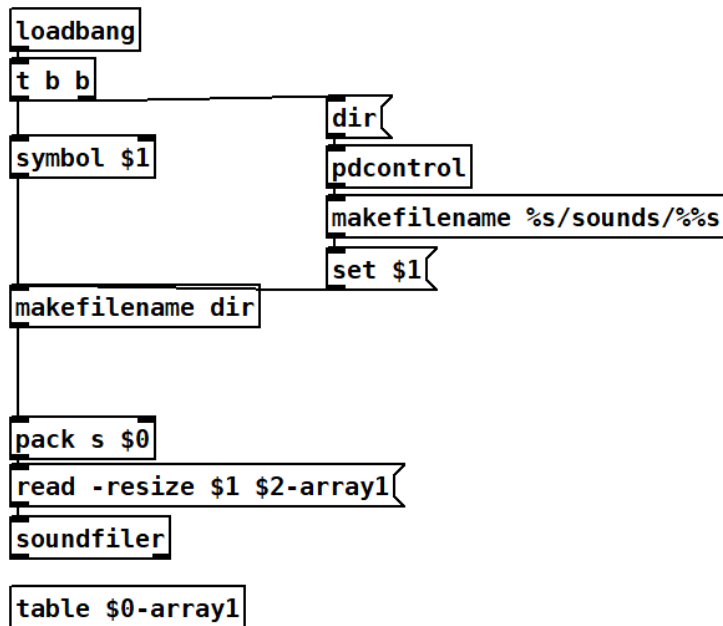 loadbang
t b b
dir
symbol $1
pdcontrol
makefilename %s/sounds/%%s
set $1
makefilename dir
pack s $0
read -resize $1 $2-array1
soundfiler
table $0-array1